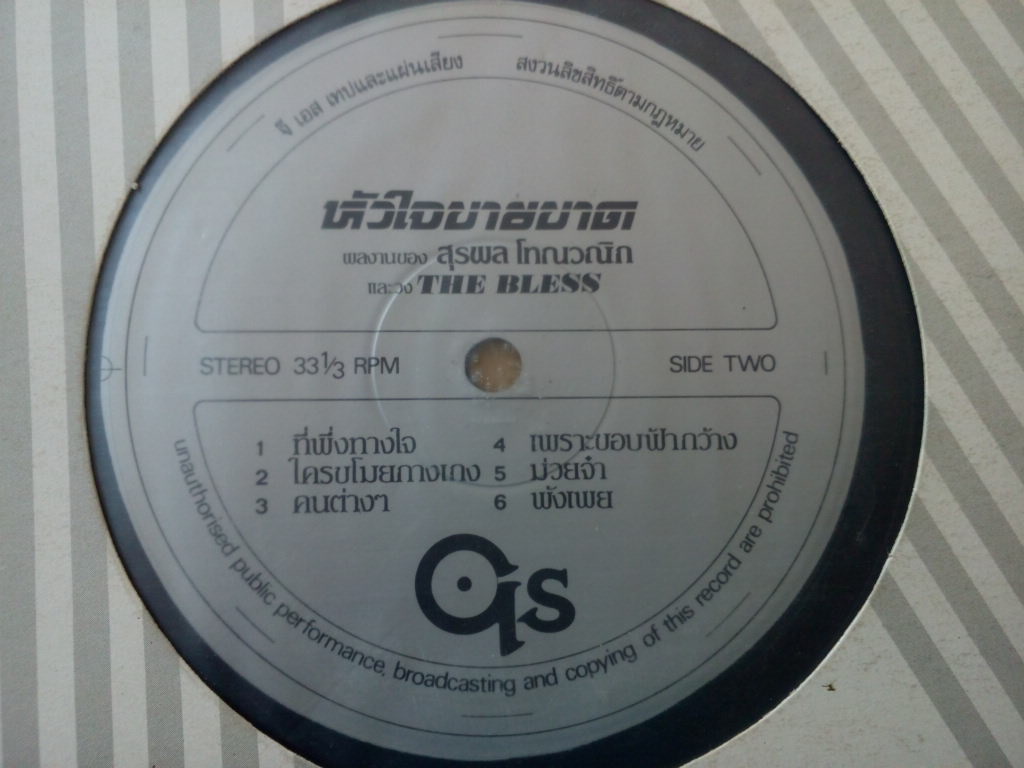 จี เอส เทปและแผ่นเสียง สงวนลิขสิทธิ์ตามกฎหมาย
หัวใจขายขาด
ผลงานของ สุรพล โทณวณิก
และวง THE BLESS
STEREO 33 1/3 RPM
SIDE TWO
1 ที่พึ่งทางใจ
2 ใครขโมยกางเกง
3 คนต่างๆ
4 เพราะขอบฟ้ากว้าง
5 ม่วยจ๋า
6 พังเพย
GS
unauthorised public performance, broadcasting and copying of this record are prohibited